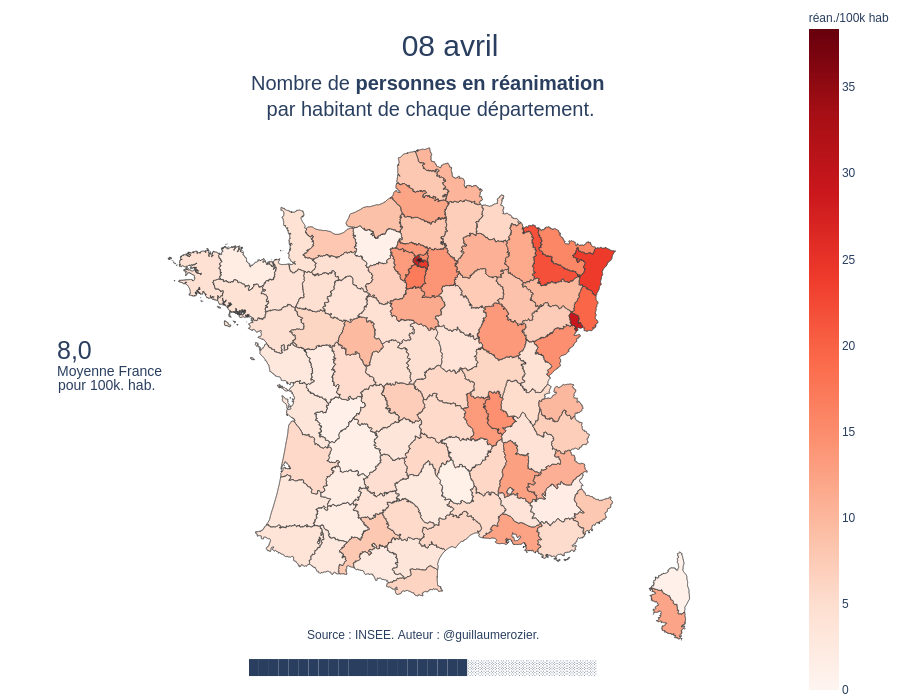 08 avril
Nombre de personnes en réanimation
par habitant de chaque département.
réan./100k hab
35
30
25
20
15
10
5
0
8,0
Moyenne France
pour 100k. hab.
Source : INSEE. Auteur : @guillaumerozier.